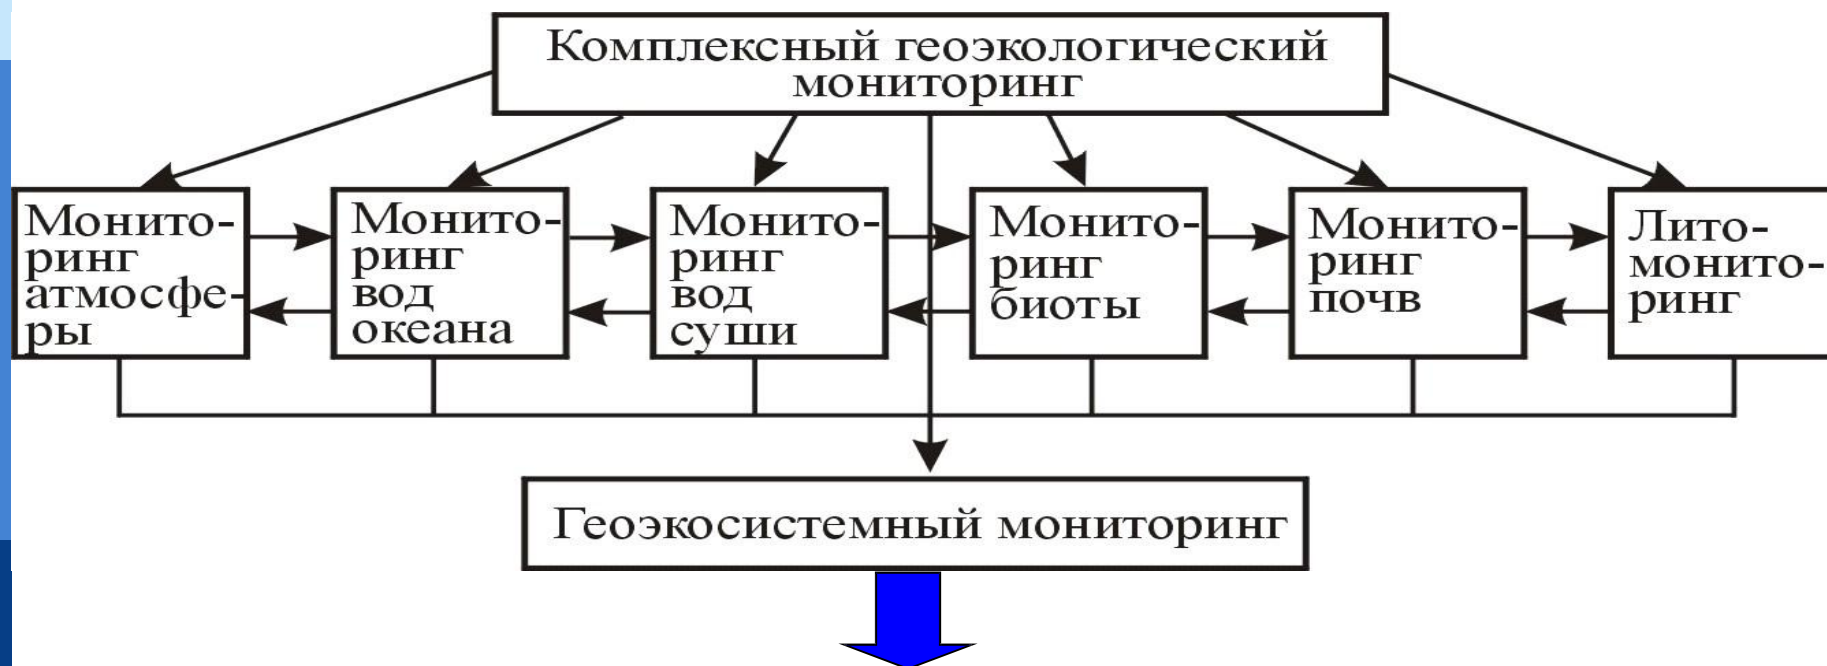 Комплексный геоэкологический
мониторинг
Монито-
ринг
атмосфе-
ры
Монито-
ринг
вод
океана
Монито-
ринг
вод
суши
Монито-
ринг
биоты
Монито-
ринг
почв
Лито-
монито-
ринг
Геоэкосистемный мониторинг